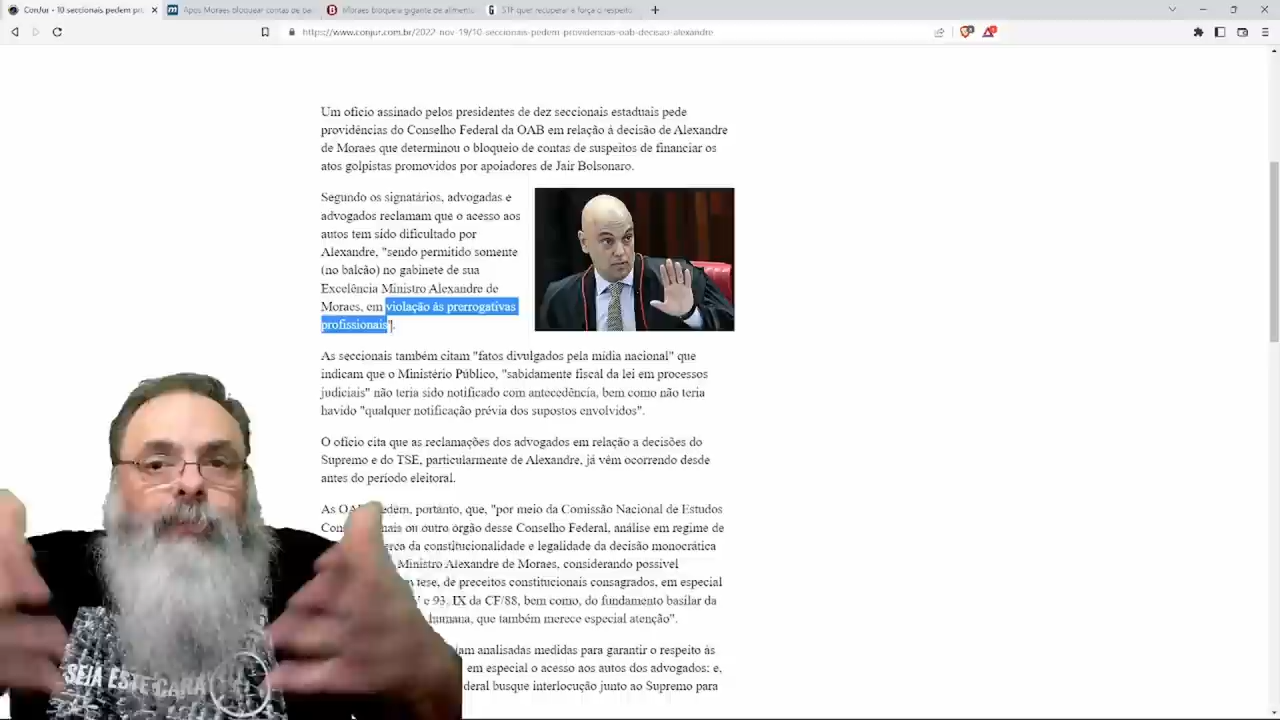 ConJur - 10 seccionais pedem pr
Após Moraes bloquear contas de ba
Moraes bloqueia gigante de alimento
STF quer recuperar à força o respeito
https://www.conjur.com.br/2022-nov-19/10-seccionais-pedem-providencias-oab-decisao-alexandre
Um ofício assinado pelos presidentes de dez seccionais estaduais pede
providências do Conselho Federal da OAB em relação à decisão de Alexandre
de Moraes que determinou o bloqueio de contas de suspeitos de financiar os
atos golpistas promovidos por apoiadores de Jair Bolsonaro.
Segundo os signatários, advogadas e
advogados reclamam que o acesso aos
autos tem sido dificultado por
Alexandre, "sendo permitido somente
(no balcão) no gabinete de sua
Excelência Ministro Alexandre de
Moraes, em violação às prerrogativas
profissionais".
As seccionais também citam "fatos divulgados pela mídia nacional" que
indicam que o Ministério Público, "sabidamente fiscal da lei em processos
judiciais" não teria sido notificado com antecedência, bem como não teria
havido "qualquer notificação prévia dos supostos envolvidos".
O ofício cita que as reclamações dos advogados em relação a decisões do
Supremo e do TSE, particularmente de Alexandre, já vêm ocorrendo desde
antes do período eleitoral.
As OA pedem, portanto, que, "por meio da Comissão Nacional de Estudos
Cons nais ou outro órgão desse Conselho Federal, análise em regime de
da constitucionalidade e legalidade da decisão monocrática
Ministro Alexandre de Moraes, considerando possível
tese, de preceitos constitucionais consagrados, em especial
V e 93, IX da CF/88, bem como, do fundamento basilar da
humana, que também merece especial atenção".
jam analisadas medidas para garantir o respeito às
em especial o acesso aos autos dos advogados; e,
deral busque interlocução junto ao Supremo para
SEJA ESTE CARA